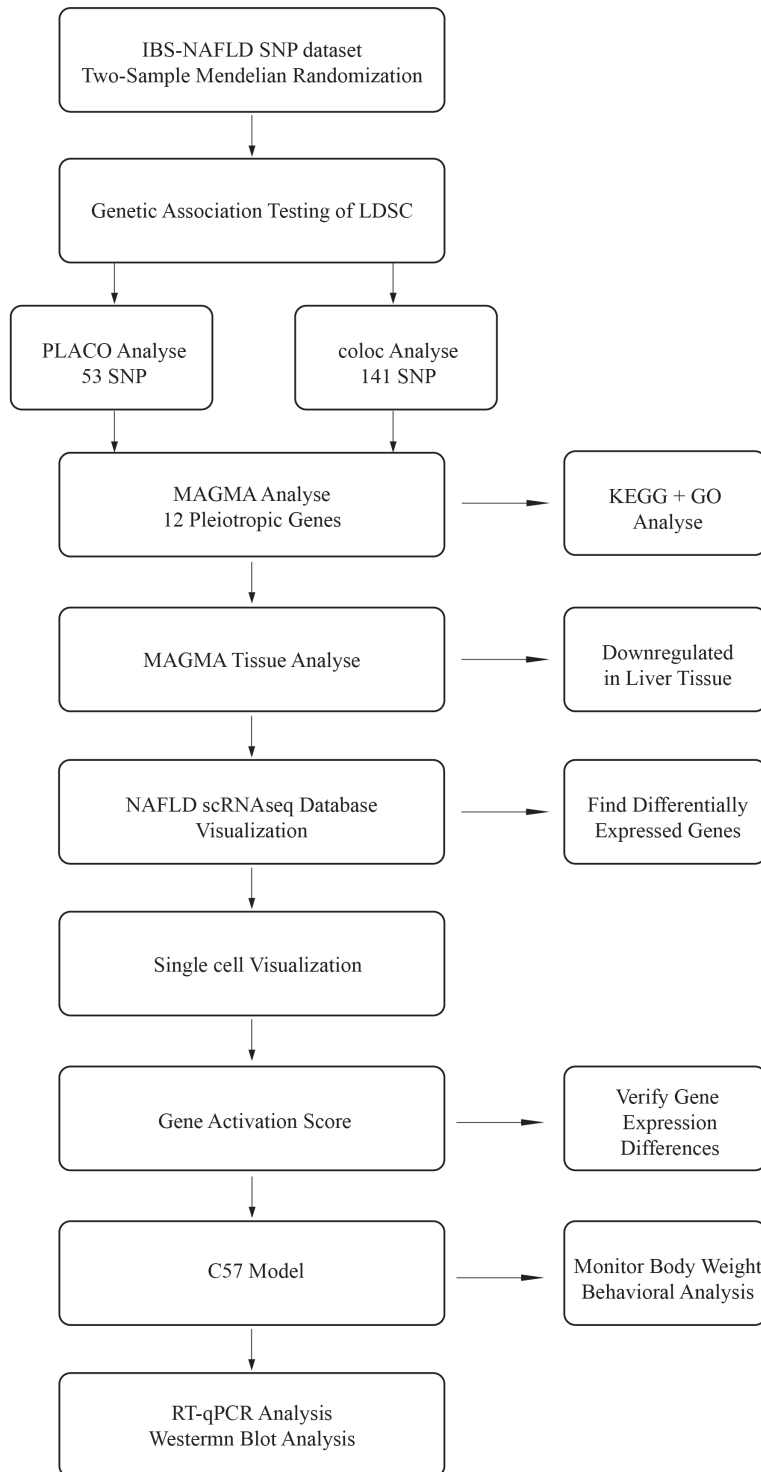 IBS-NAFLD SNP dataset
Two-Sample Mendelian Randomization
Genetic Association Testing of LDSC
PLACO Analyse
53 SNP
coloc Analyse
141 SNP
MAGMA Analyse
12 Pleiotropic Genes
KEGG + GO
Analyse
MAGMA Tissue Analyse
Downregulated
in Liver Tissue
NAFLD scRNAseq Database
Visualization
Find Differentially
Expressed Genes
Single cell Visualization
Gene Activation Score
Verify Gene
Expression
Differences
C57 Model
Monitor Body Weight
Behavioral Analysis
RT-qPCR Analysis
Westermn Blot Analysis